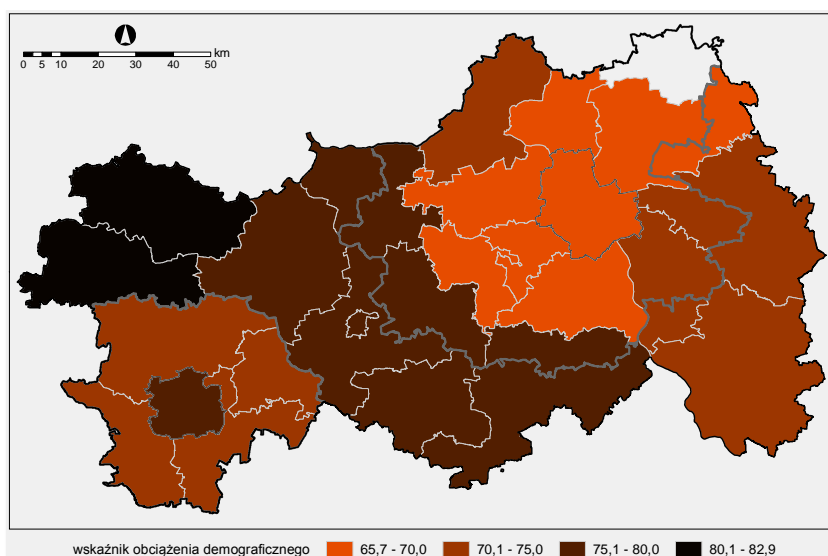 km
0 5 10 20 30 40 50
wskaźnik obciążenia demograficznego 65,7 - 70,0 70,1 - 75,0 75,1 - 80,0 80,1 - 82,9